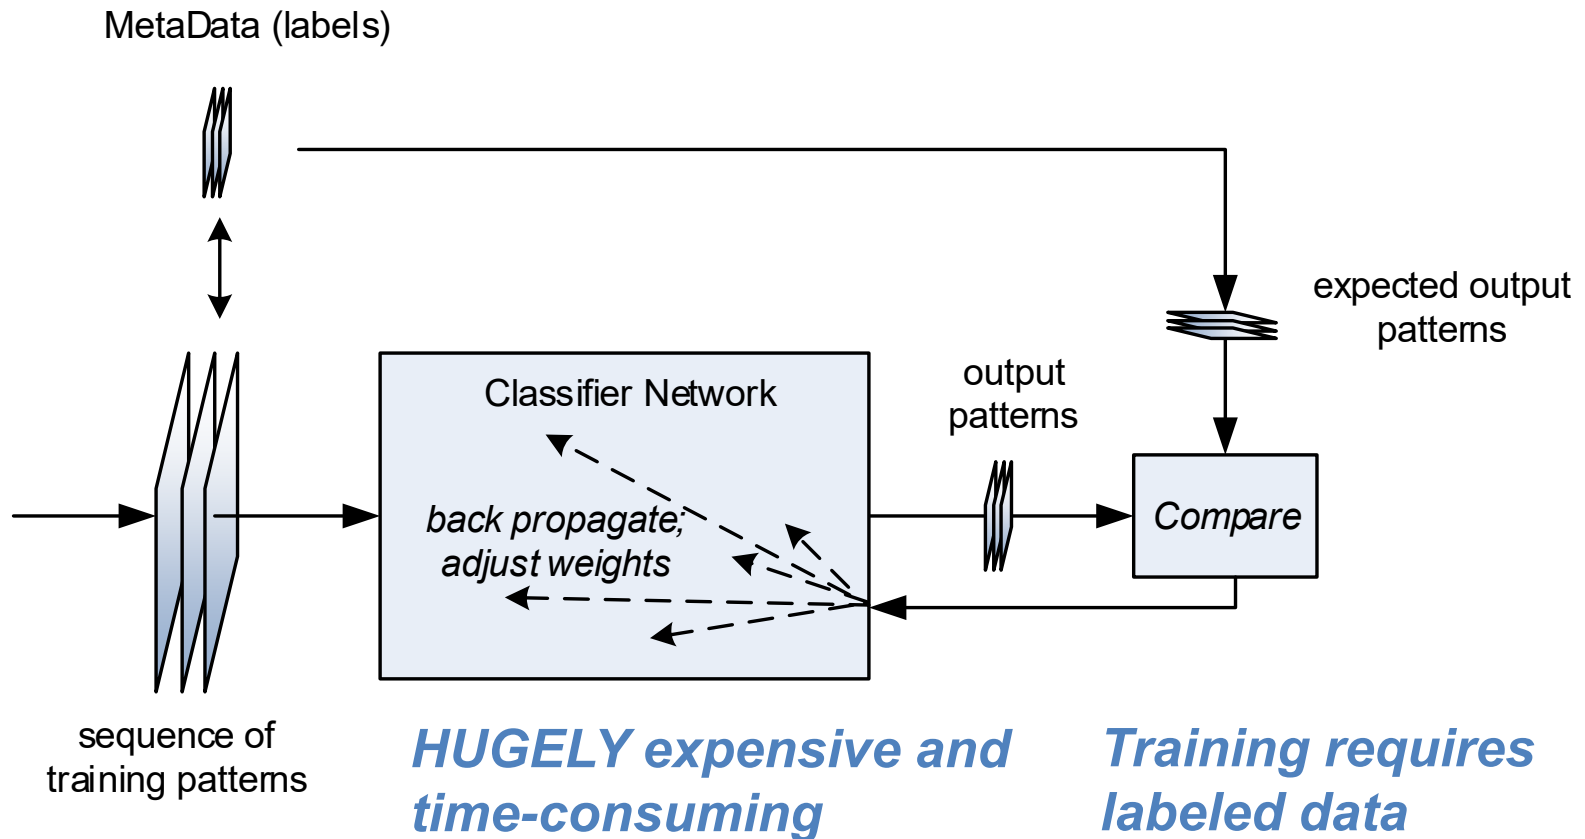 MetaData (labels)
expected output
patterns
output
patterns
Classifier Network
back propagate;
adjust weights
Compare
sequence of
training patterns
HUGELY expensive and
time-consuming
Training requires
labeled data